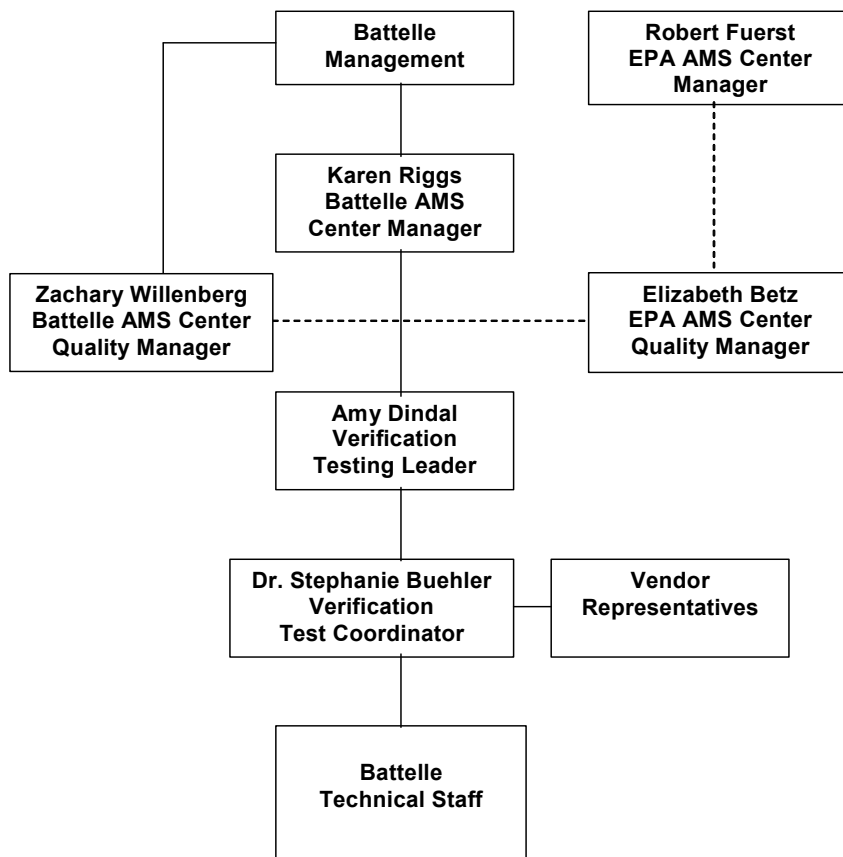 Battelle
Management
Robert Fuerst
EPA AMS Center
Manager
Karen Riggs
Battelle AMS
Center Manager
Zachary Willenberg
Battelle AMS Center
Quality Manager
Elizabeth Betz
EPA AMS Center
Quality Manager
Amy Dindal
Verification
Testing Leader
Dr. Stephanie Buehler
Verification
Test Coordinator
Vendor
Representatives
Battelle
Technical Staff